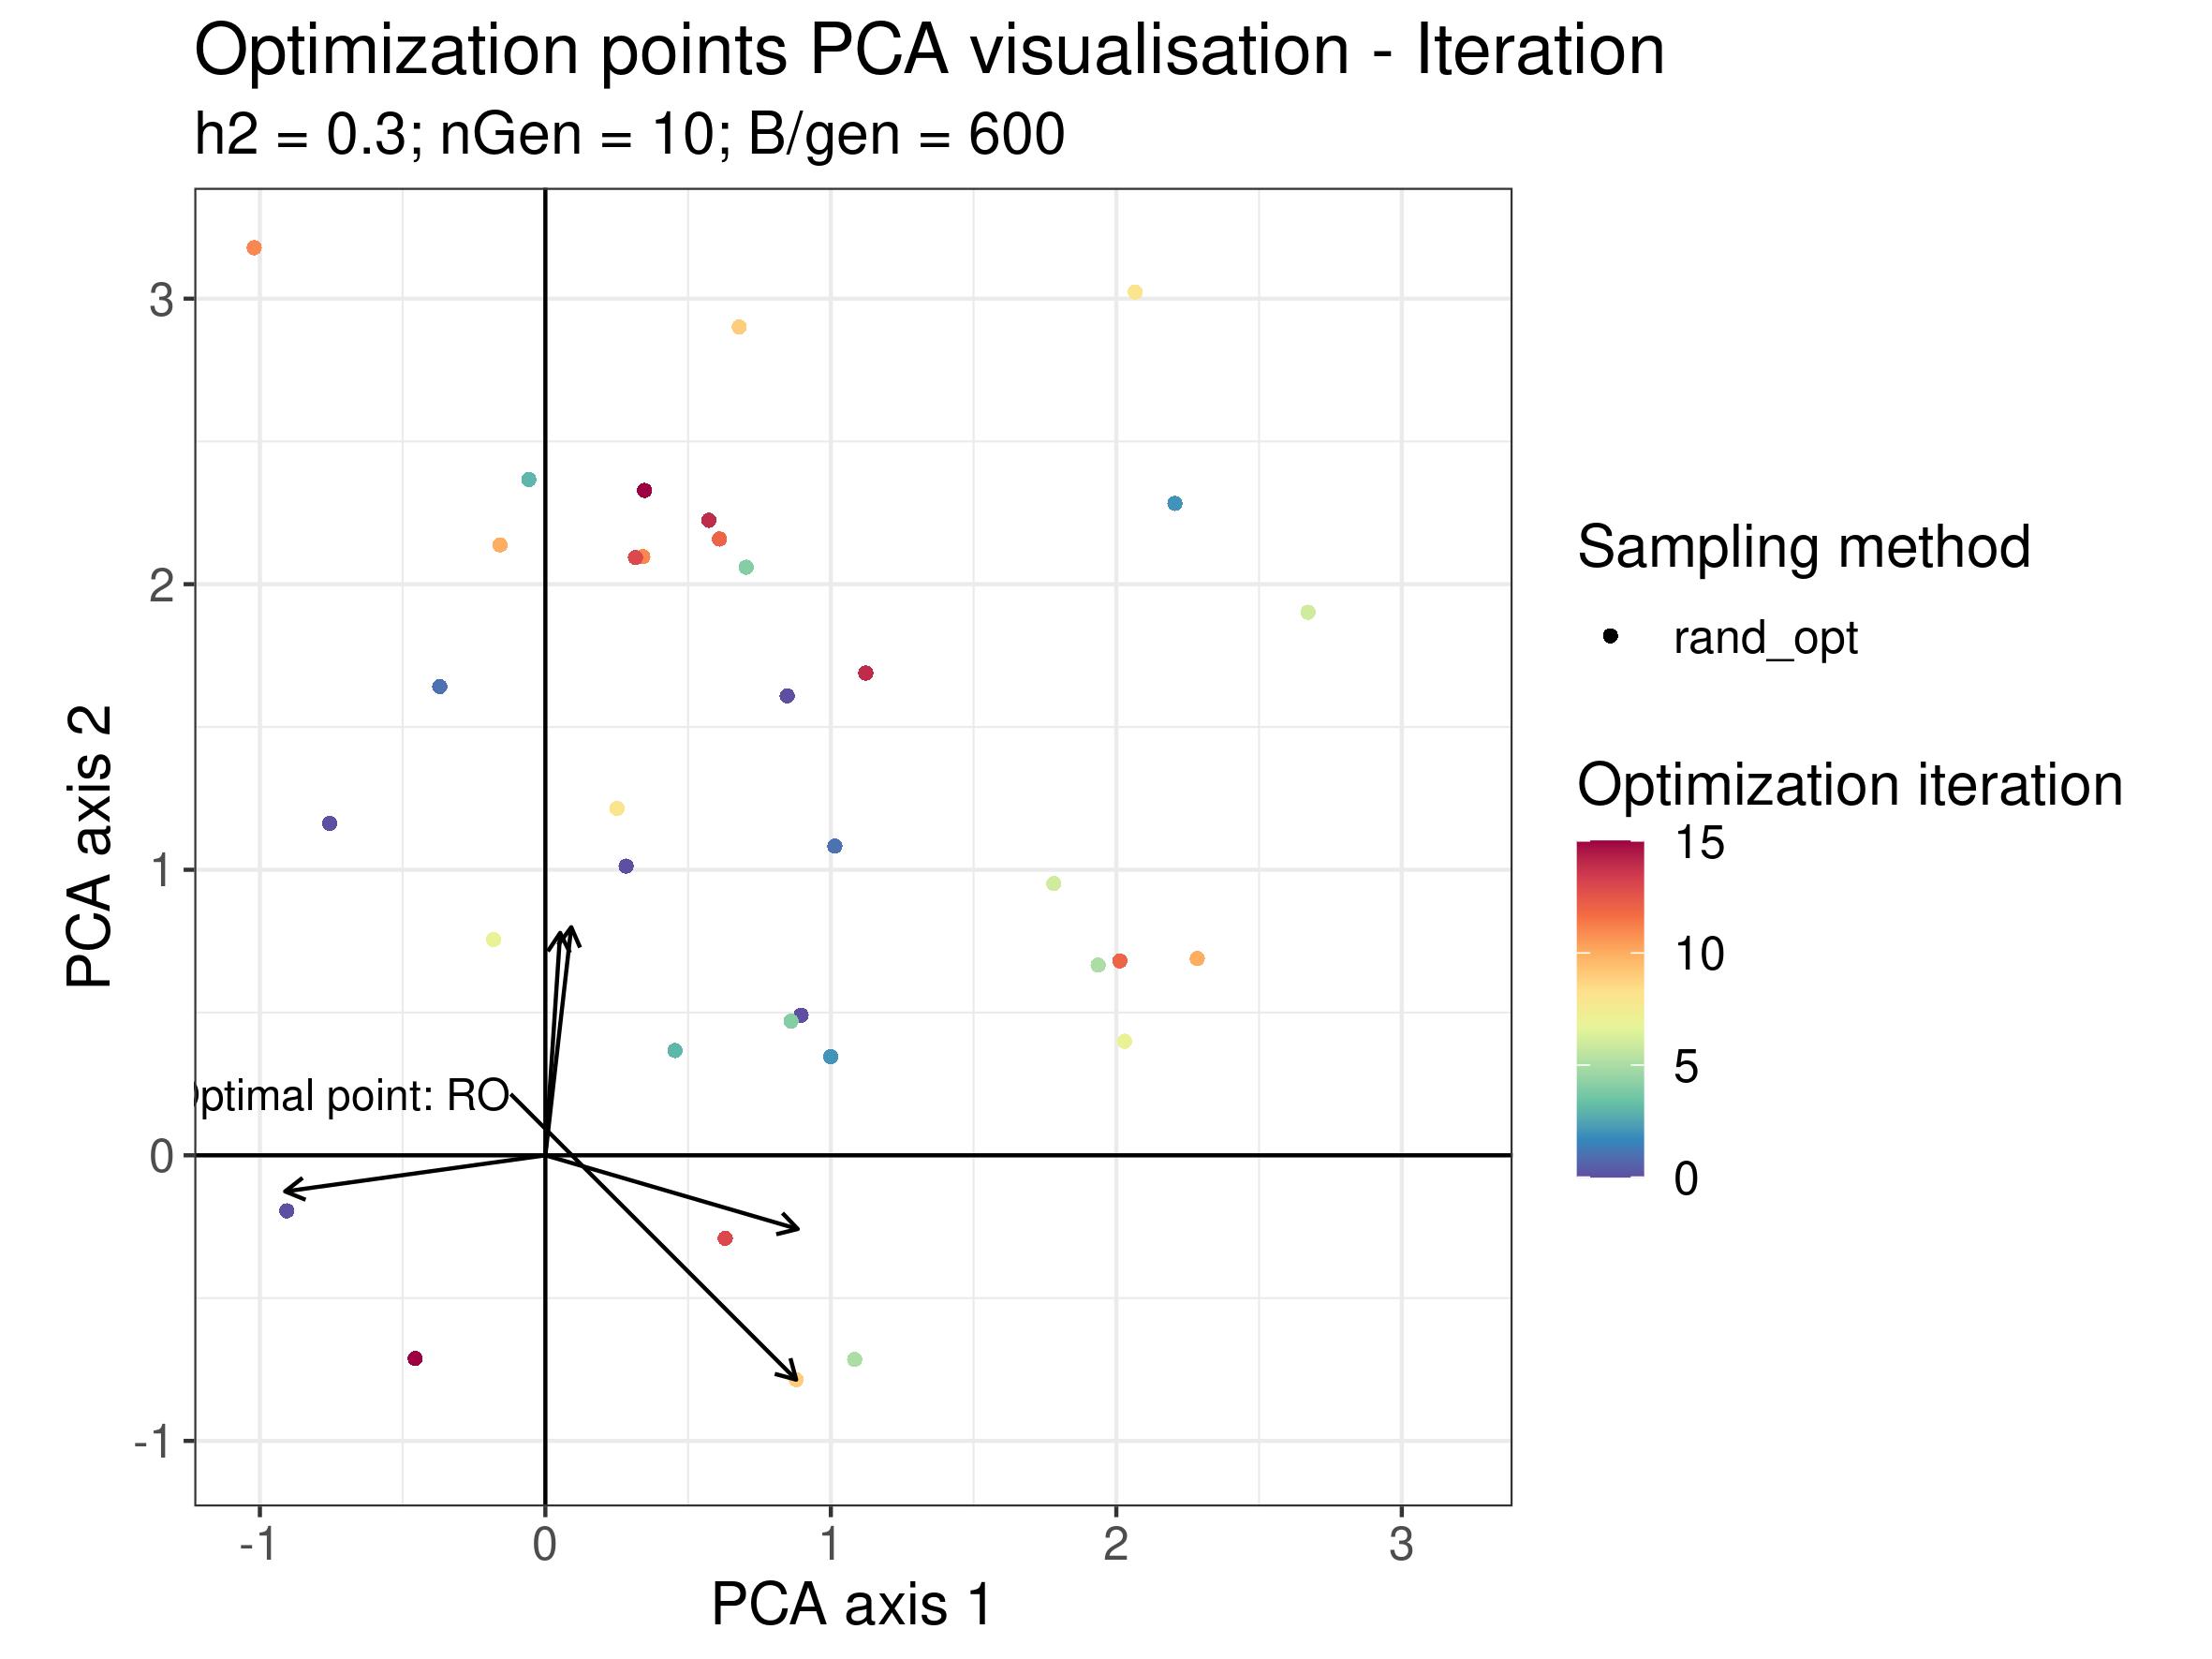 Optimization points PCA visualisation - Iteration
h2 = 0.3; nGen = 10; B/gen = 600
3
2
1
0
-1
PCA axis 2
ptimal point: RO
-1
0
1
2
3
PCA axis 1
Sampling method
rand_opt
Optimization iteration
15
10
5
0